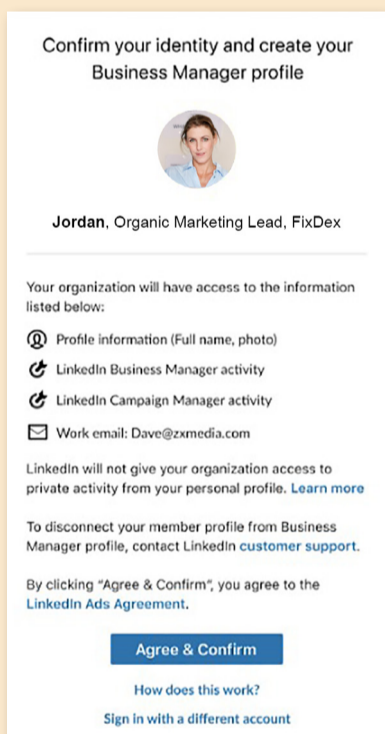 Confirm your identity and create your
Business Manager profile
Jordan, Organic Marketing Lead, FixDex
Your organization will have access to the information
listed below:
Profile information (Full name, photo)
LinkedIn Business Manager activity
LinkedIn Campaign Manager activity
Work email: Dave@zxmedia.com
LinkedIn will not give your organization access to
private activity from your personal profile. Learn more
To disconnect your member profile from Business
Manager profile, contact LinkedIn customer support.
By clicking "Agree & Confirm", you agree to the
LinkedIn Ads Agreement.
Agree & Confirm
How does this work?
Sign in with a different account